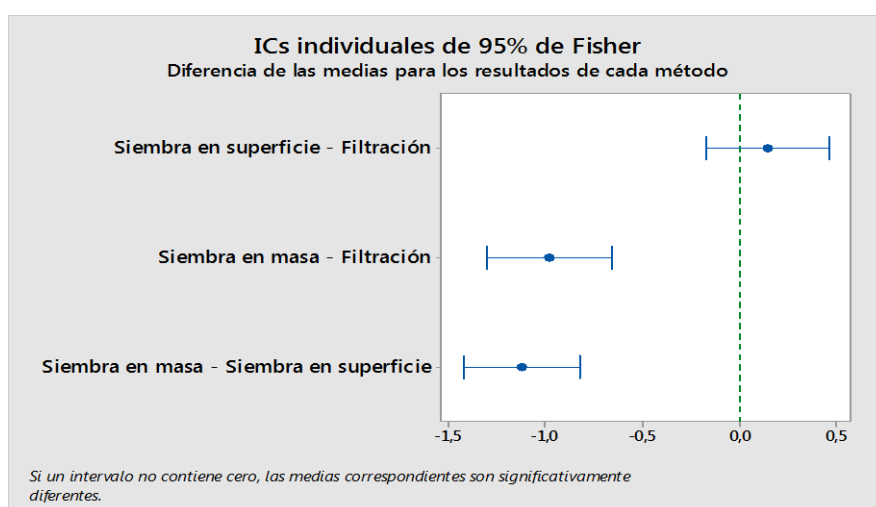 ICs individuales de 95% de Fisher
Diferencia de las medias para los resultados de cada método
Siembra en superficie - Filtración
Siembra en masa - Filtración
Siembra en masa - Siembra en superficie
-1,5 -1,0 -0,5 0,0 0,5
Si un intervalo no contiene cero, las medias correspondientes son significativamente
diferentes.